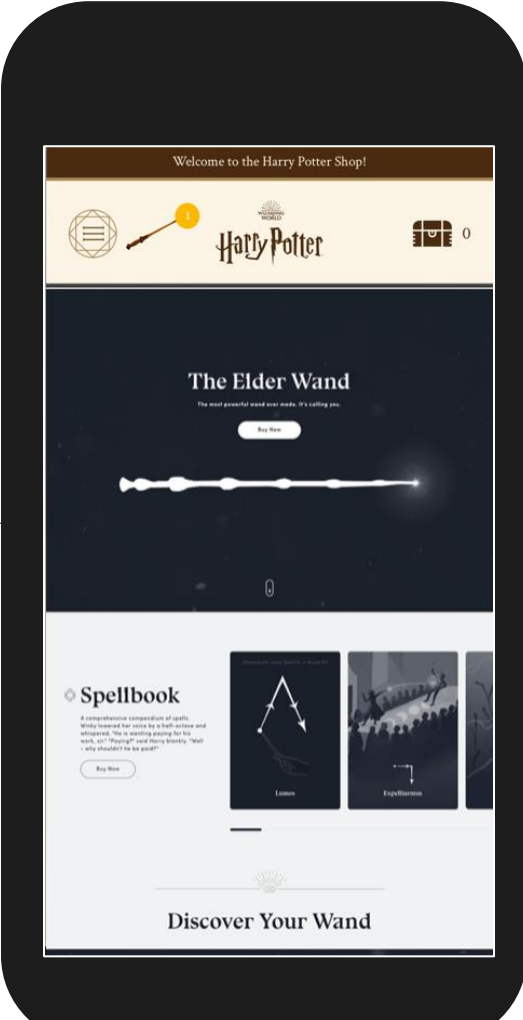 Welcome to the Harry Potter Shop!
1
WIZARDING
WORLD
Harry Potter
0
The Elder Wand
The most powerful wand ever made. It's calling you.
Buy Now
Spellbook
A comprehensive compendium of spells.
Winky lowered her voice by a half-octave and
whispered, "He is wanting paying for his
work, sir." "Paying?" said Harry blankly. "Well
- why shouldn't he be paid?"
Buy Now
Lumos
Expelliarmus
Discover Your Wand